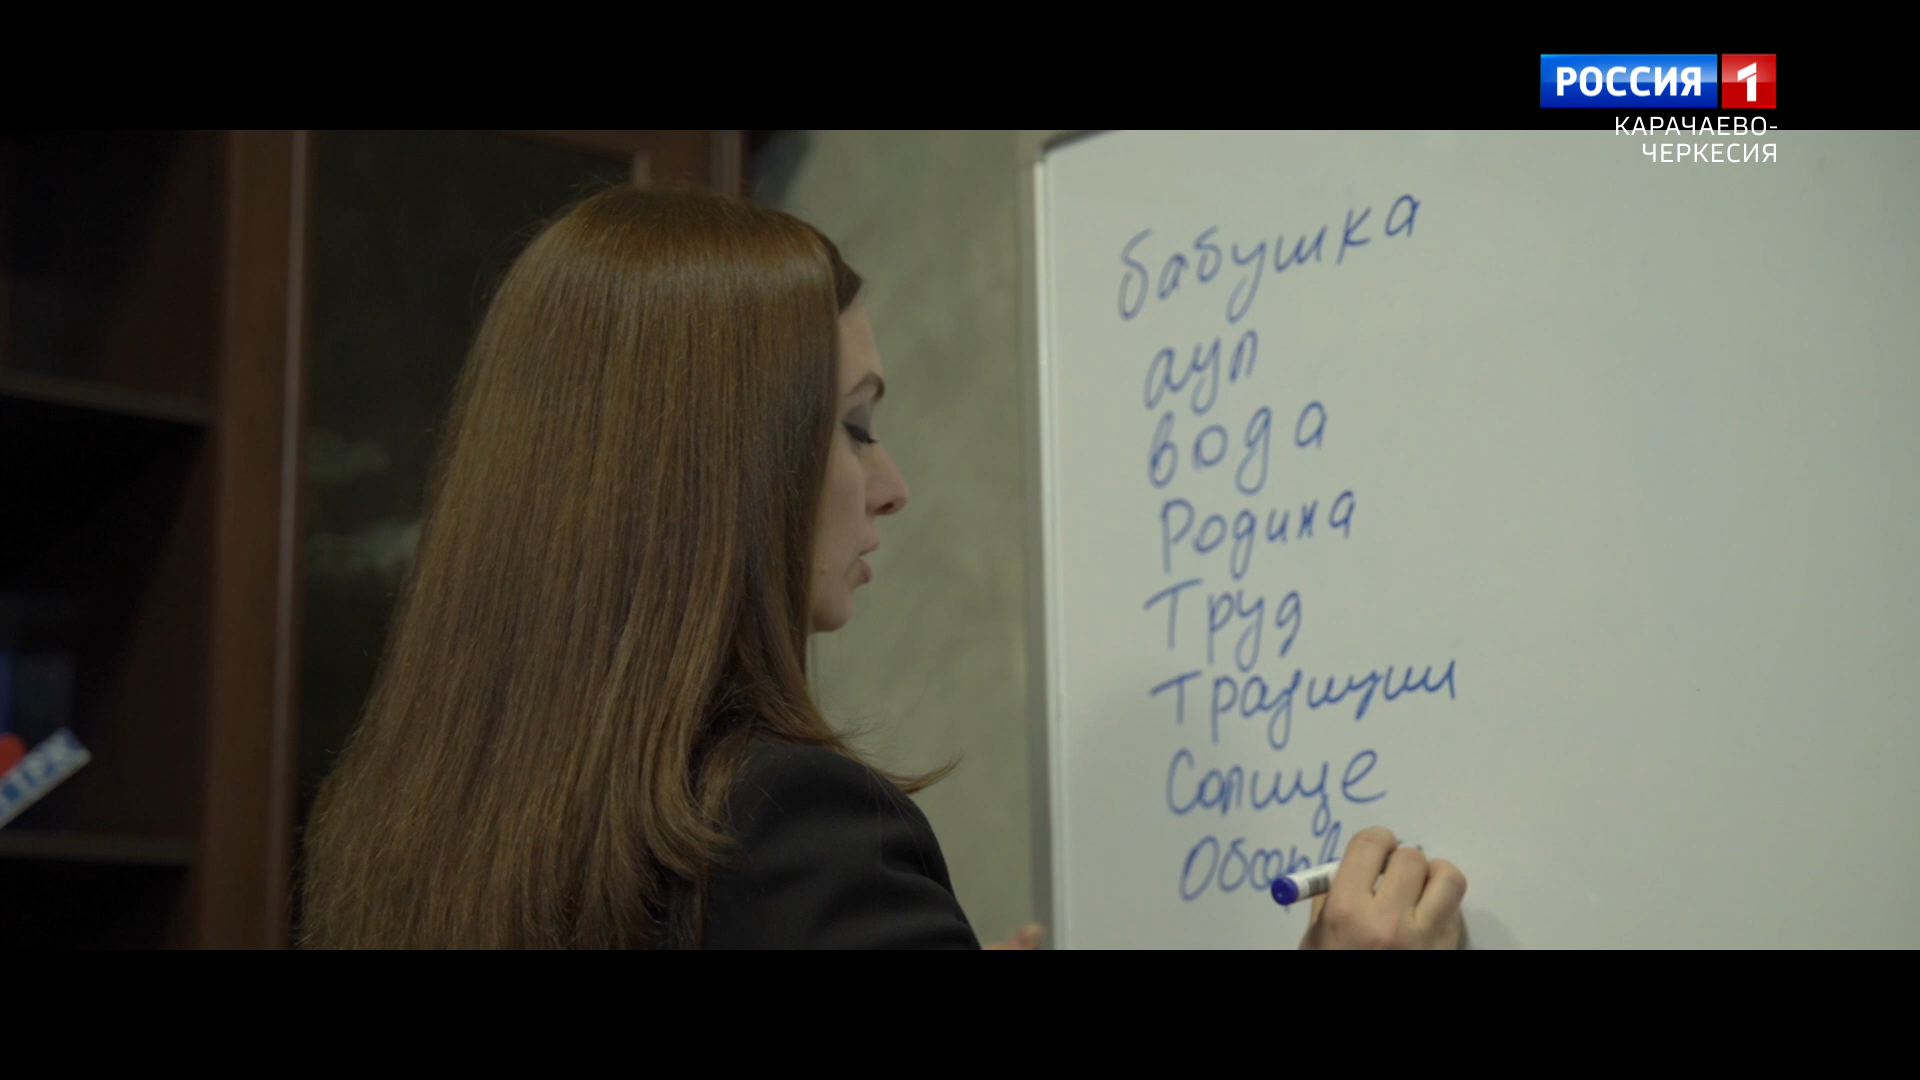 РОССИЯ 1
КАРАЧАЕВО-
ЧЕРКЕСИЯ
бабушка
аул
вода
Родина
Труд
Традиции
Солнце